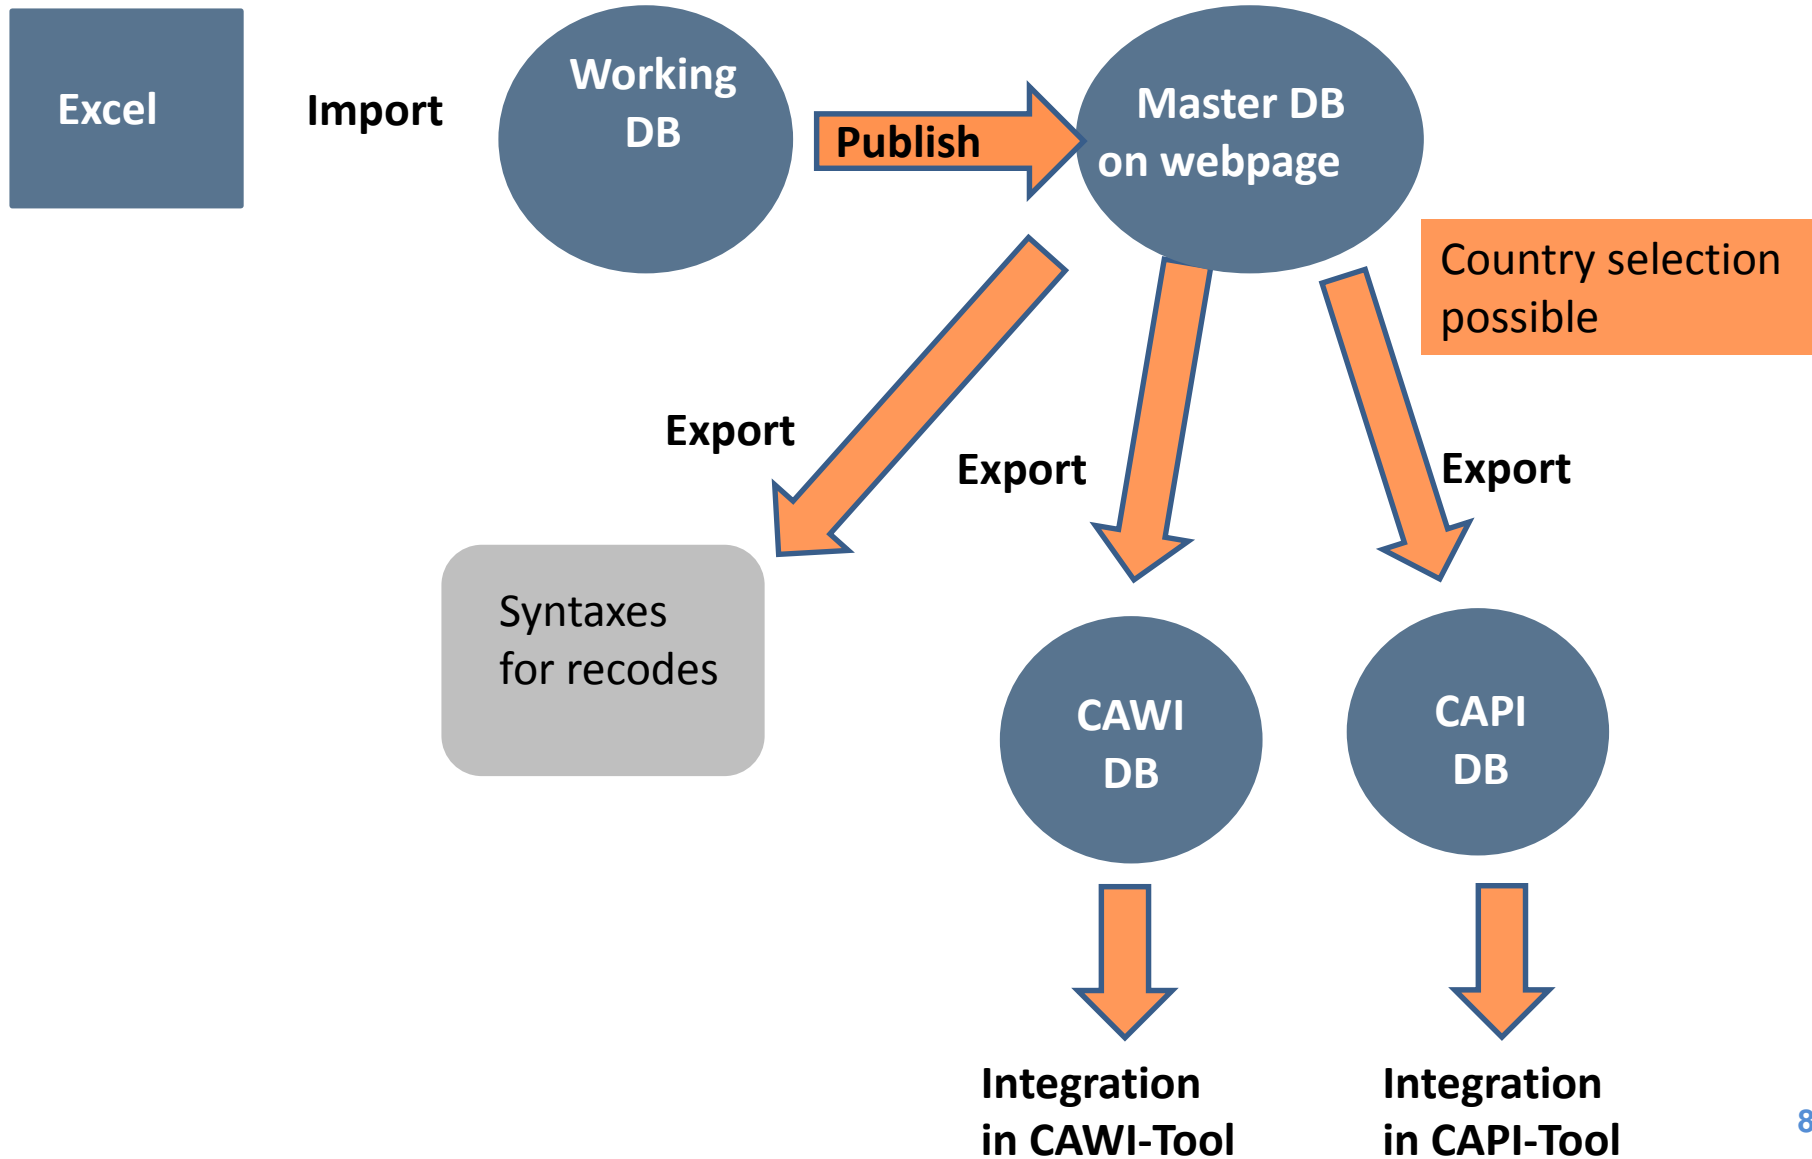 Excel
Import
Working
DB
Publish
Master DB
on webpage
Country selection
possible
Export
Export
Export
Syntaxes
for recodes
CAWI
DB
CAPI
DB
Integration
in CAWI-Tool
Integration
in CAPI-Tool
8